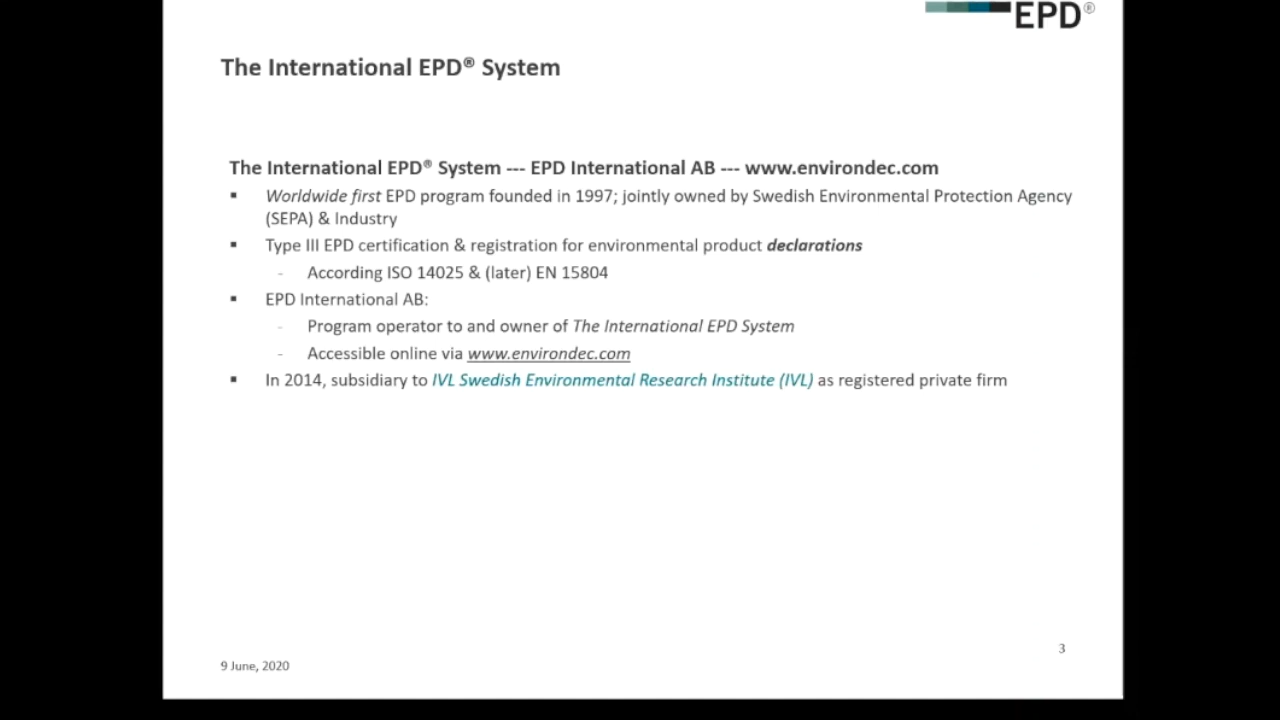 EPD®
The International EPD® System
The International EPD® System --- EPD International AB --- www.environdec.com
▪ Worldwide first EPD program founded in 1997; jointly owned by Swedish Environmental Protection Agency
(SEPA) & Industry
▪ Type III EPD certification & registration for environmental product declarations
- According ISO 14025 & (later) EN 15804
▪ EPD International AB:
- Program operator to and owner of The International EPD System
- Accessible online via www.environdec.com
▪ In 2014, subsidiary to IVL Swedish Environmental Research Institute (IVL) as registered private firm
3
9 June, 2020